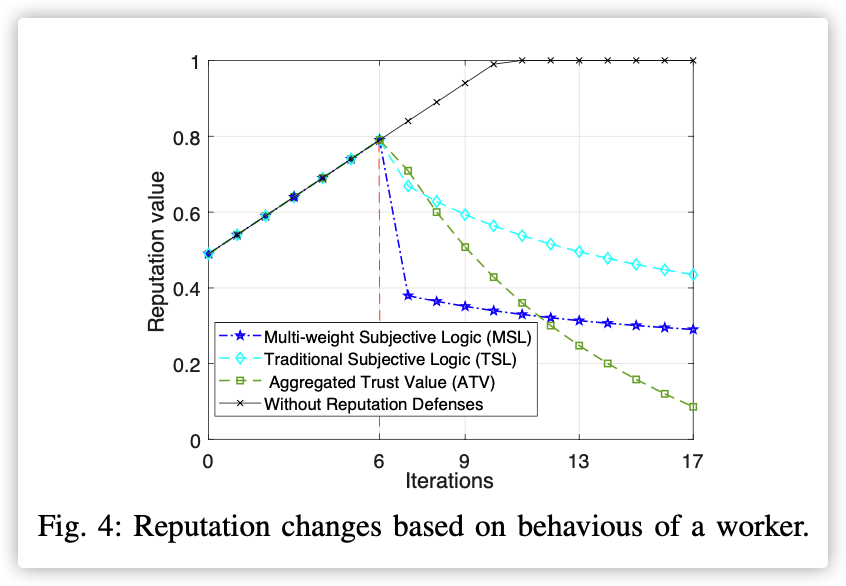 1
0.8
0.6
0.4
0.2
0
Reputation value
Multi-weight Subjective Logic (MSL)
Traditional Subjective Logic (TSL)
Aggregated Trust Value (ATV)
Without Reputation Defenses
0 6 9 13 17
Iterations
Fig. 4: Reputation changes based on behavious of a worker.